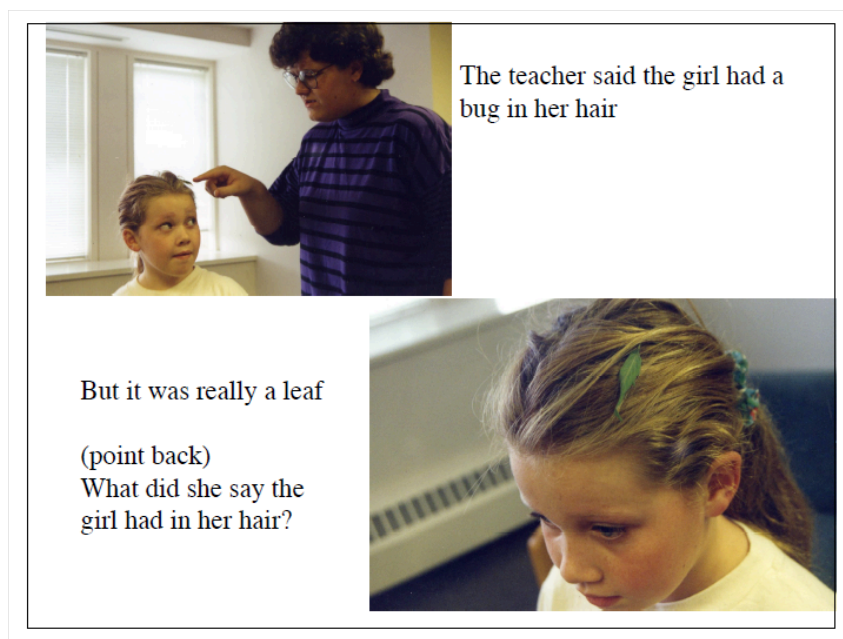 The teacher said the girl had a
bug in her hair
But it was really a leaf
(point back)
What did she say the
girl had in her hair?